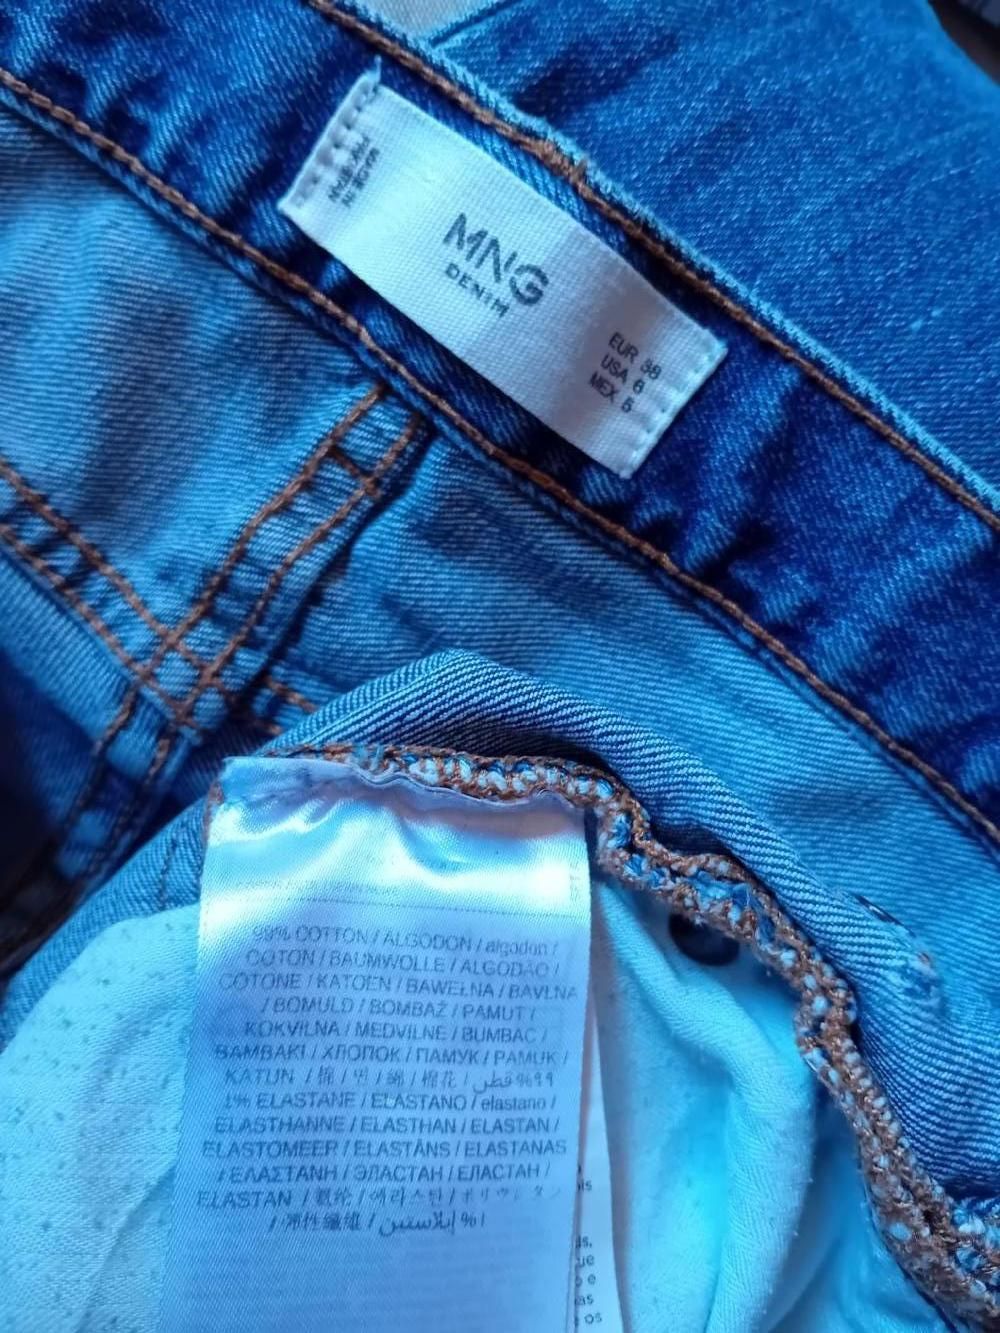 MNG
DENIM
EUR 38
USA 6
MEX 5
99% COTTON / ALGODON / algodon /
COTON / BAUMWOLLE / ALGODÃO /
COTONE / KATOEN / BAWEŁNA / BAVLNA
/ BOMULD / BOMBAŽ / PAMUT /
KOKVILNA / MEDVILNE / BUMBAC /
BAMBAKI / ХЛОПОК / ПАМУК / PAMUK /
KATUN / 棉 / 면 / 綿 / 棉花 / قطن %99
1% ELASTANE / ELASTANO / elastano /
ELASTHANNE / ELASTHAN / ELASTAN /
ELASTOMEER / ELASTĀNS / ELASTANAS
/ ΕΛΑΣΤΑΝΗ / ЭЛАСТАН / ЕЛАСТАН /
ELASTAN / 氨纶 / 에라스탄 / ポリウレタン
/ 弹性纖維 / إيلاستين %1